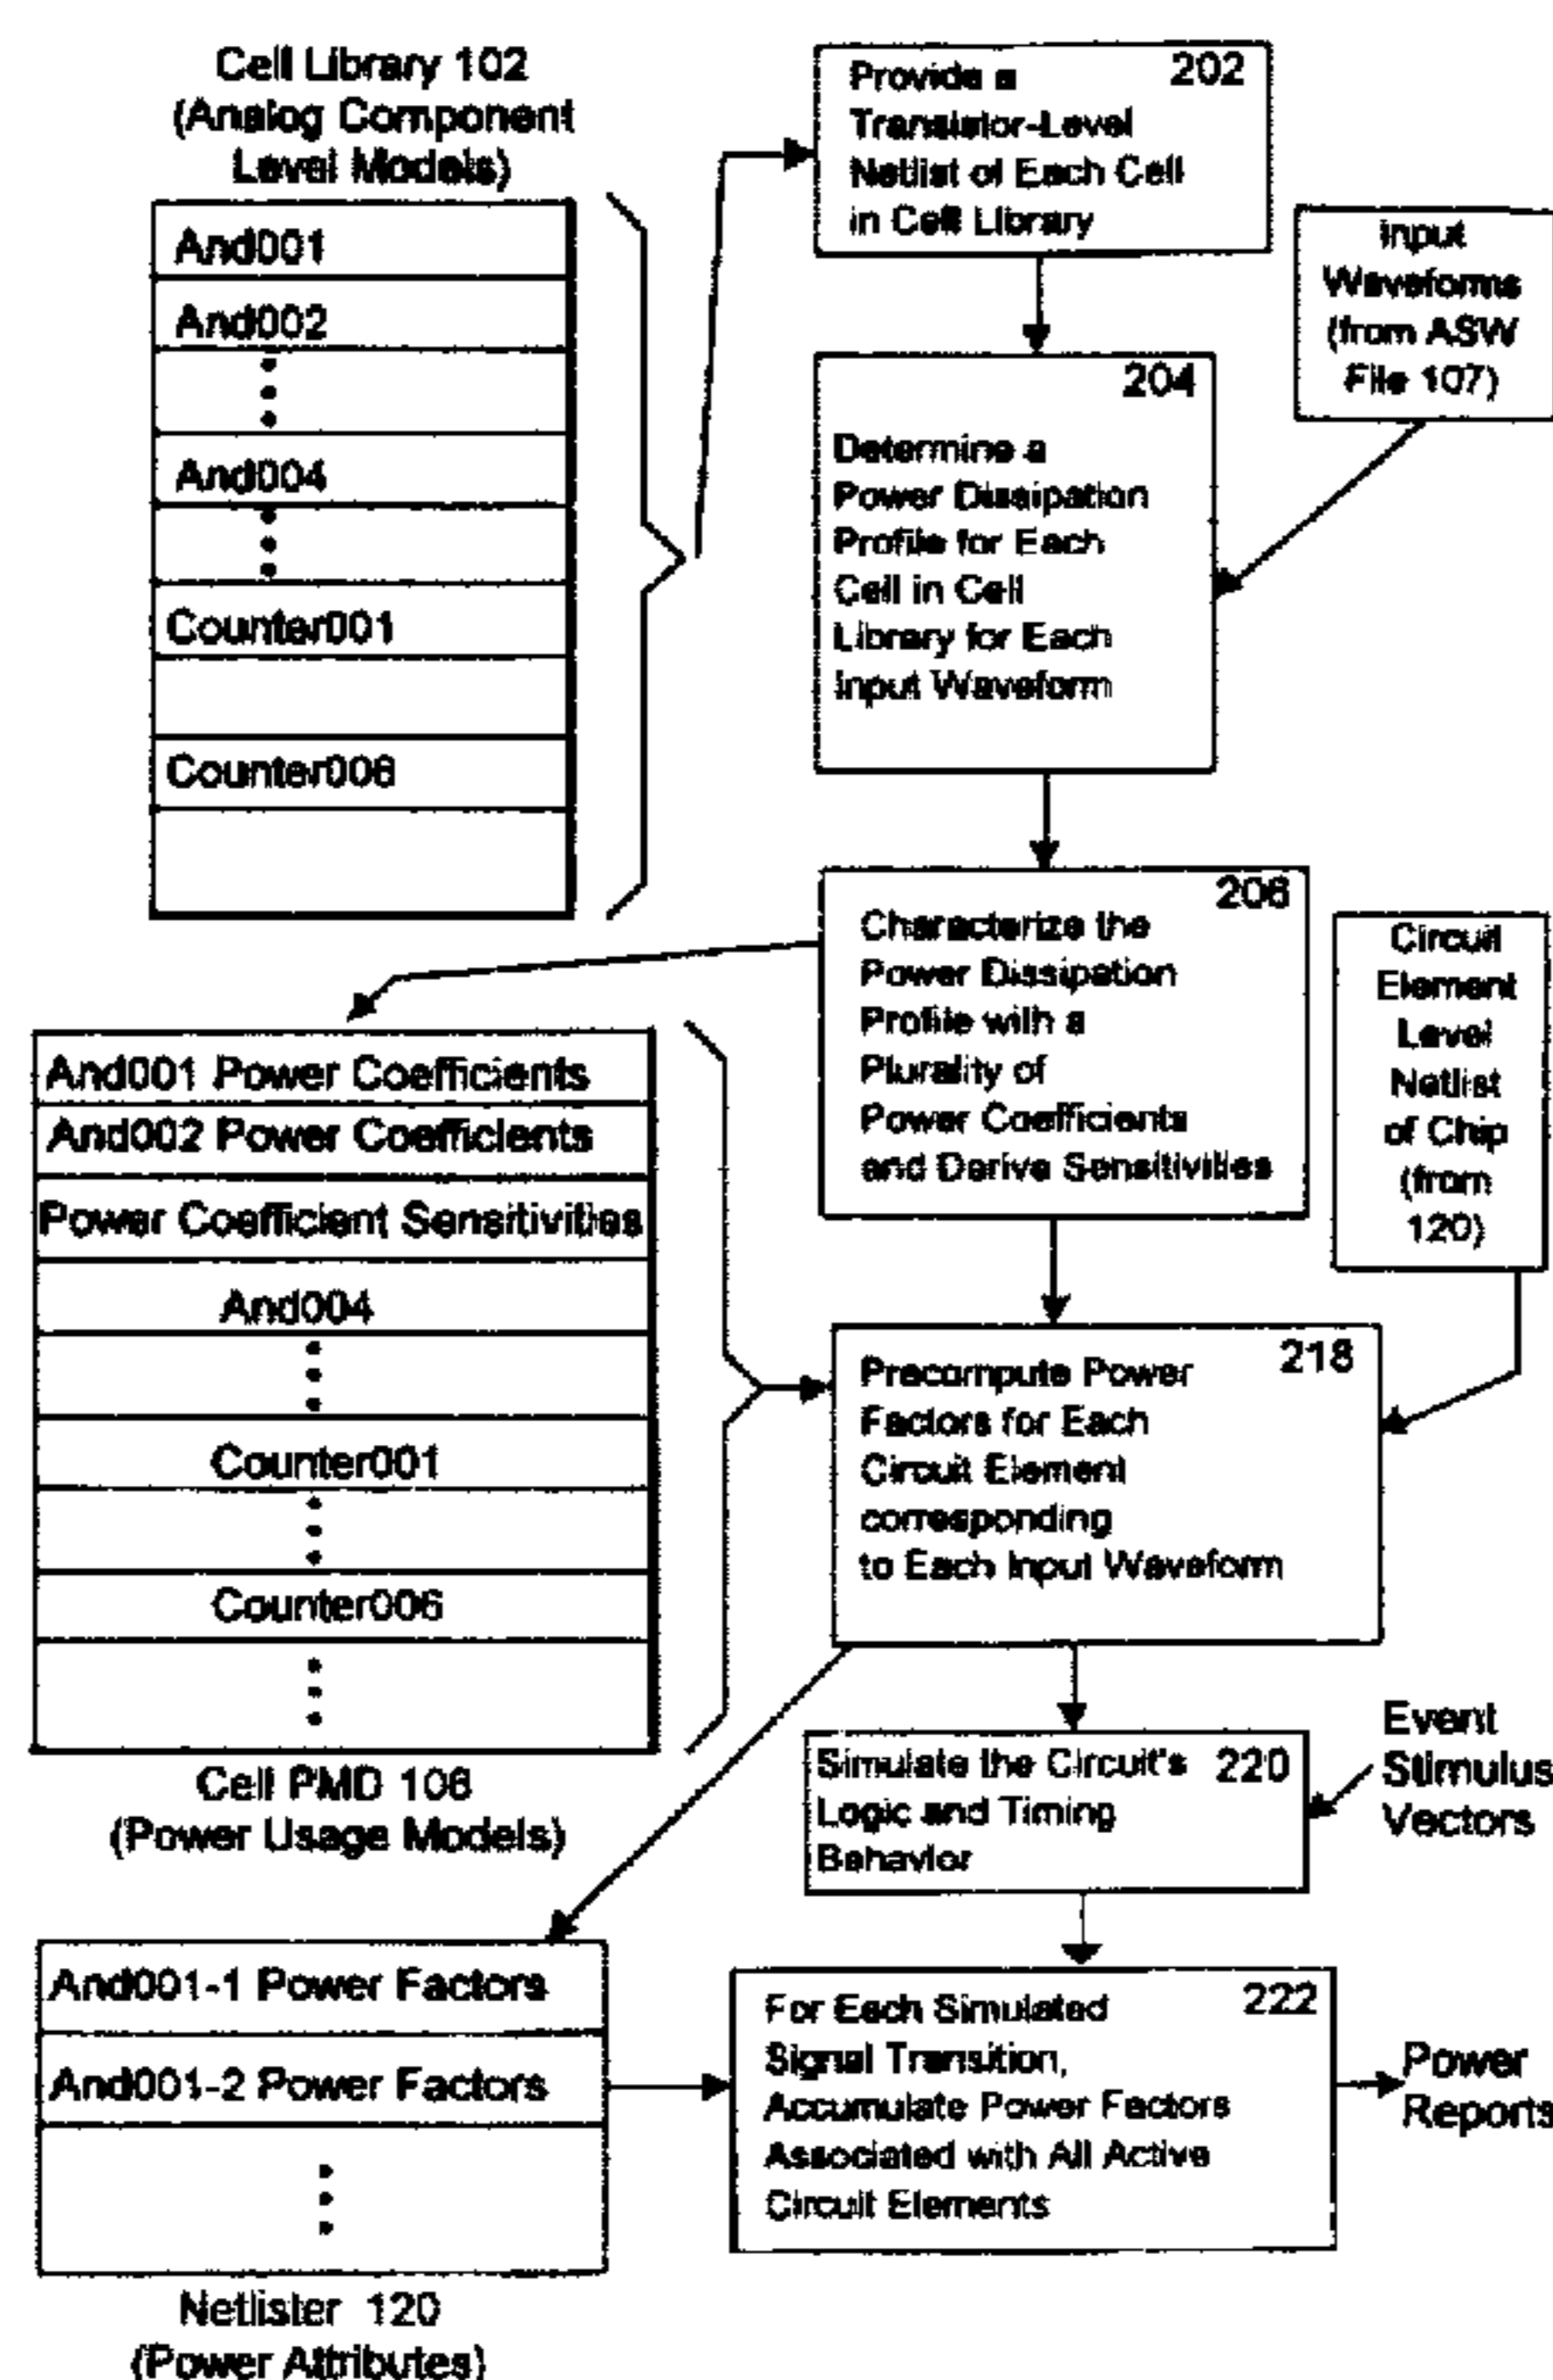 Cell Library 102
(Analog Component
Level Models)
And001
And002
And004
Counter001
Counter006
202
Provide a
Transistor-Level
Netlist of Each Cell
in Cell Library
Input
Waveforms
(from ASW
File 107)
204
Determine a
Power Dissipation
Profile for Each
Cell in Cell
Library for Each
Input Waveform
206
Characterize the
Power Dissipation
Profile with a
Plurality of
Power Coefficients
and Derive Sensitivities
Circuit
Element
Level
Netlist
of Chip
(from
120)
And001 Power Coefficients
And002 Power Coefficients
Power Coefficient Sensitivities
And004
Counter001
Counter006
Cell PMD 106
(Power Usage Models)
218
Precompute Power
Factors for Each
Circuit Element
corresponding
to Each Input Waveform
Simulate the Circuit's 220
Logic and Timing
Behavior
Event
Stimulus
Vectors
And001-1 Power Factors
And001-2 Power Factors
Netlister 120
(Power Attributes)
222
For Each Simulated
Signal Transition,
Accumulate Power Factors
Associated with All Active
Circuit Elements
Power
Reports